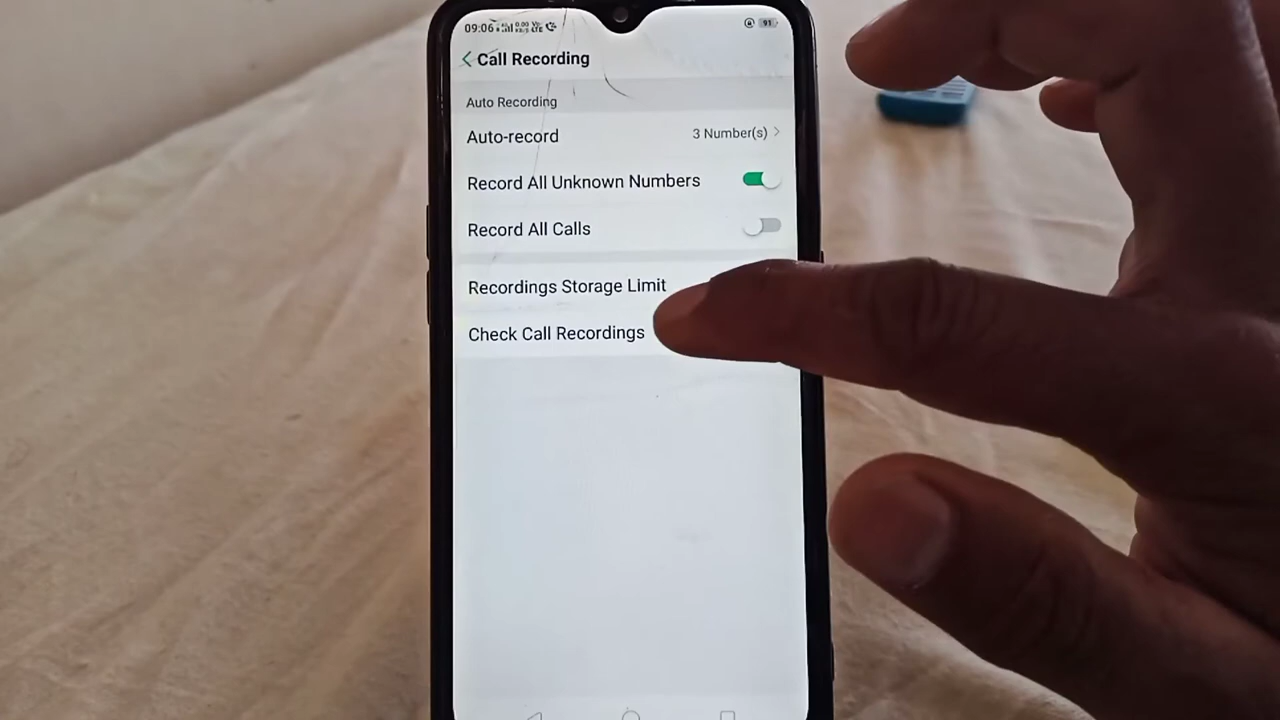 09:06
91
Call Recording
Auto Recording
Auto-record 3 Number(s)
Record All Unknown Numbers
Record All Calls
Recordings Storage Limit
Check Call Recordings